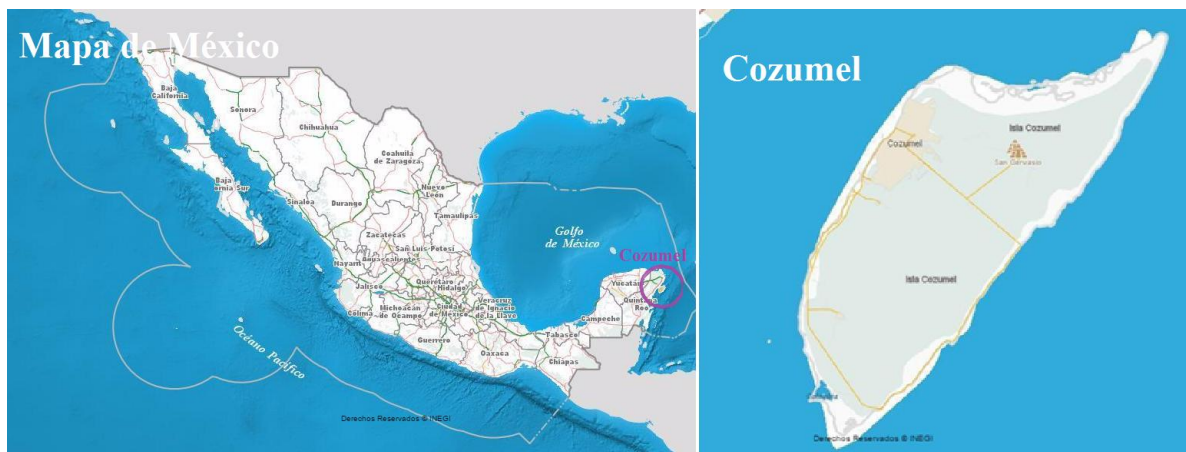 Mapa de México
Baja
California
Sonora
Chihuahua
Coahuila
de Zaragoza
Baja
ornia Sur
Sinaloa
Durango
Nuevo
León
Tamaulipas
Zacatecas
San Luis Potosí
Aguascalientes
Nayarit
Jalisco
Querétaro
Hidalgo
Colima
Michoacán
de Ocampo
Ciudad
de México
Veracruz
de Ignacio
de la Llave
Guerrero
Oaxaca
Tabasco
Chiapas
Campeche
Yucatán
Quintana
Roo
Golfo
de México
Cozumel
Océano Pacífico
Derechos Reservados © INEGI
Cozumel
Isla Cozumel
Cozumel
San Gervasio
Isla Cozumel
Derechos Reservados © INEGI